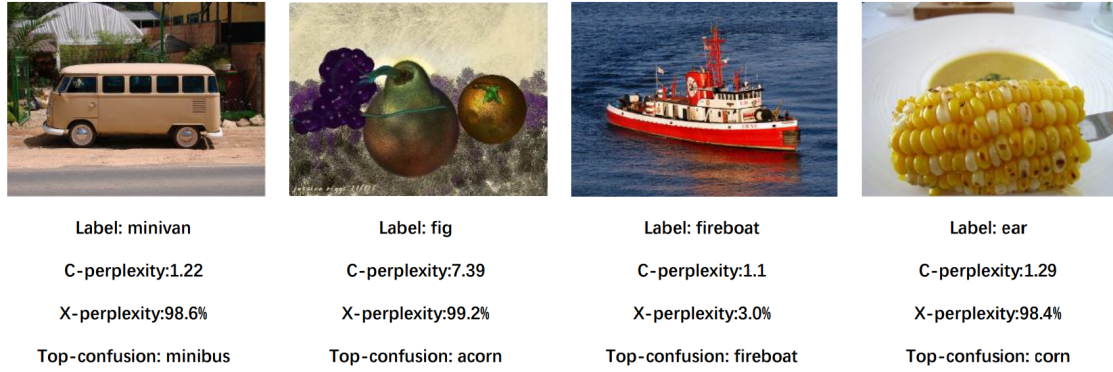 Label: minivan
C-perplexity:1.22
X-perplexity:98.6%
Top-confusion: minibus
Label: fig
C-perplexity:7.39
X-perplexity:99.2%
Top-confusion: acorn
Label: fireboat
C-perplexity:1.1
X-perplexity:3.0%
Top-confusion: fireboat
Label: ear
C-perplexity:1.29
X-perplexity:98.4%
Top-confusion: corn